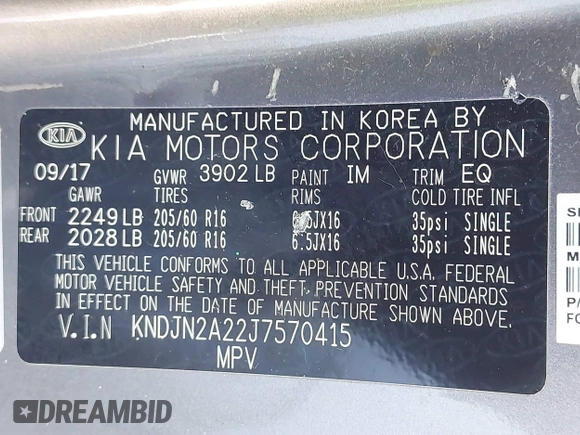 KIA
MANUFACTURED IN KOREA BY
KIA MOTORS CORPORATION
09/17 GVWR 3902 LB PAINT IM TRIM EQ
GAWR TIRES RIMS COLD TIRE INFL
FRONT 2249 LB 205/60 R16 6.5JX16 35psi SINGLE
REAR 2028 LB 205/60 R16 6.5JX16 35psi SINGLE
THIS VEHICLE CONFORMS TO ALL APPLICABLE U.S.A. FEDERAL
MOTOR VEHICLE SAFETY AND THEFT PREVENTION STANDARDS
IN EFFECT ON THE DATE OF MANUFACTURE SHOWN ABOVE.
V.I.N KNDJN2A22J7570415
MPV
DREAMBID